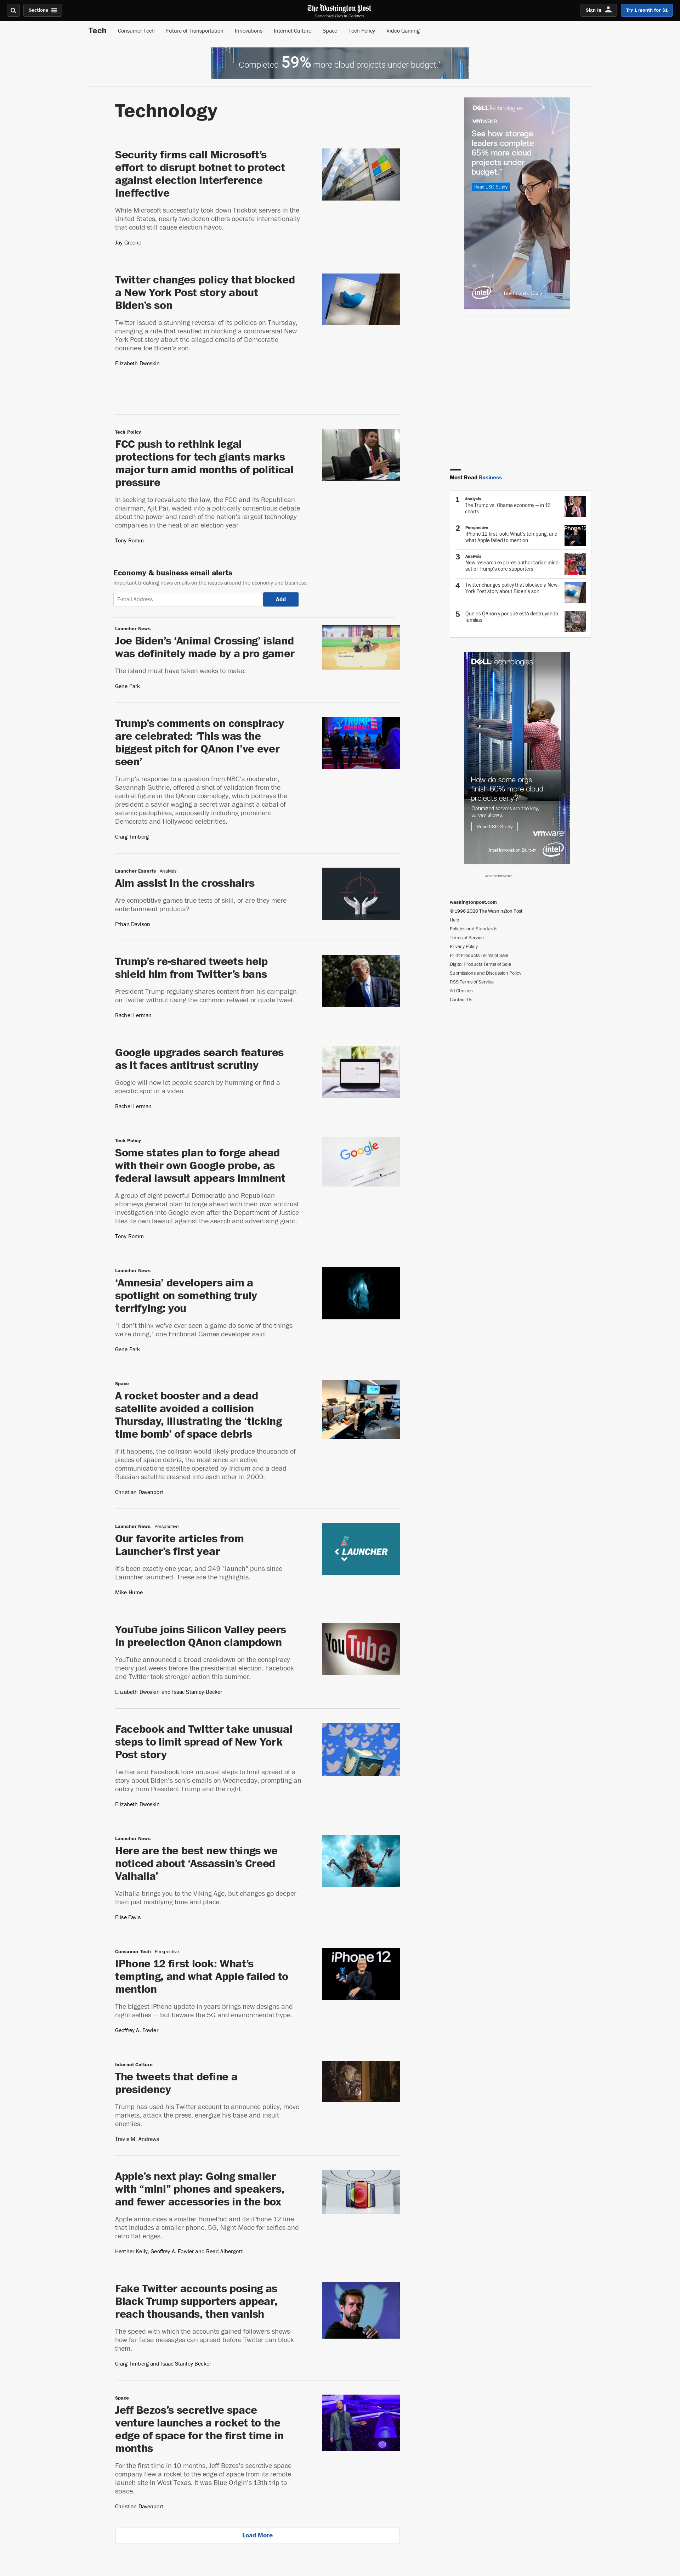 Sections
The Washington Post
Democracy Dies in Darkness
Sign In
Try 1 month for $1
Tech
Consumer Tech
Future of Transportation
Innovations
Internet Culture
Space
Tech Policy
Video Gaming
Completed 59% more cloud projects under budget.*
Technology
Security firms call Microsoft's
effort to disrupt botnet to protect
against election interference
ineffective
While Microsoft successfully took down Trickbot servers in the
United States, nearly two dozen others operate internationally
that could still cause election havoc.
Jay Greene
Twitter changes policy that blocked
a New York Post story about
Biden's son
Twitter issued a stunning reversal of its policies on Thursday,
changing a rule that resulted in blocking a controversial New
York Post story about the alleged emails of Democratic
nominee Joe Biden's son.
Elizabeth Dwoskin
Tech Policy
FCC push to rethink legal
protections for tech giants marks
major turn amid months of political
pressure
In seeking to reevaluate the law, the FCC and its Republican
chairman, Ajit Pai, waded into a politically contentious debate
about the power and reach of the nation's largest technology
companies in the heat of an election year
Tony Romm
Economy & business email alerts
Important breaking news emails on the issues around the economy and business.
E-mail Address
Add
Launcher News
Joe Biden's 'Animal Crossing' island
was definitely made by a pro gamer
The island must have taken weeks to make.
Gene Park
Trump's comments on conspiracy
are celebrated: 'This was the
biggest pitch for QAnon I've ever
seen'
Trump's response to a question from NBC's moderator,
Savannah Guthrie, offered a shot of validation from the
central figure in the QAnon cosmology, which portrays the
president a savior waging a secret war against a cabal of
satanic pedophiles, supposedly including prominent
Democrats and Hollywood celebrities.
Craig Timberg
TRUMP
Launcher Esports Analysis
Aim assist in the crosshairs
Are competitive games true tests of skill, or are they mere
entertainment products?
Ethan Davison
Trump's re-shared tweets help
shield him from Twitter's bans
President Trump regularly shares content from his campaign
on Twitter without using the common retweet or quote tweet.
Rachel Lerman
Google upgrades search features
as it faces antitrust scrutiny
Google will now let people search by humming or find a
specific spot in a video.
Rachel Lerman
Tech Policy
Some states plan to forge ahead
with their own Google probe, as
federal lawsuit appears imminent
A group of eight powerful Democratic and Republican
attorneys general plan to forge ahead with their own antitrust
investigation into Google even after the Department of Justice
files its own lawsuit against the search-and-advertising giant.
Tony Romm
Google
Launcher News
'Amnesia' developers aim a
spotlight on something truly
terrifying: you
"I don't think we've ever seen a game do some of the things
we're doing," one Frictional Games developer said.
Gene Park
Space
A rocket booster and a dead
satellite avoided a collision
Thursday, illustrating the 'ticking
time bomb' of space debris
If it happens, the collision would likely produce thousands of
pieces of space debris, the most since an active
communications satellite operated by Iridium and a dead
Russian satellite crashed into each other in 2009.
Christian Davenport
Launcher News Perspective
Our favorite articles from
Launcher's first year
It's been exactly one year, and 249 "launch" puns since
Launcher launched. These are the highlights.
Mike Hume
LAUNCHER
YouTube joins Silicon Valley peers
in preelection QAnon clampdown
YouTube announced a broad crackdown on the conspiracy
theory just weeks before the presidential election. Facebook
and Twitter took stronger action this summer.
Elizabeth Dwoskin and Isaac Stanley-Becker
YouTube
Facebook and Twitter take unusual
steps to limit spread of New York
Post story
Twitter and Facebook took unusual steps to limit spread of a
story about Biden's son's emails on Wednesday, prompting an
outcry from President Trump and the right.
Elizabeth Dwoskin
Launcher News
Here are the best new things we
noticed about 'Assassin's Creed
Valhalla'
Valhalla brings you to the Viking Age, but changes go deeper
than just modifying time and place.
Elise Favis
Consumer Tech Perspective
IPhone 12 first look: What's
tempting, and what Apple failed to
mention
The biggest iPhone update in years brings new designs and
night selfies — but beware the 5G and environmental hype.
Geoffrey A. Fowler
iPhone 12
Internet Culture
The tweets that define a
presidency
Trump has used his Twitter account to announce policy, move
markets, attack the press, energize his base and insult
enemies.
Travis M. Andrews
Apple's next play: Going smaller
with "mini" phones and speakers,
and fewer accessories in the box
Apple announces a smaller HomePod and its iPhone 12 line
that includes a smaller phone, 5G, Night Mode for selfies and
retro flat edges.
Heather Kelly, Geoffrey A. Fowler and Reed Albergotti
Fake Twitter accounts posing as
Black Trump supporters appear,
reach thousands, then vanish
The speed with which the accounts gained followers shows
how far false messages can spread before Twitter can block
them.
Craig Timberg and Isaac Stanley-Becker
Space
Jeff Bezos's secretive space
venture launches a rocket to the
edge of space for the first time in
months
For the first time in 10 months, Jeff Bezos's secretive space
company flew a rocket to the edge of space from its remote
launch site in West Texas. It was Blue Origin's 13th trip to
space.
Christian Davenport
Load More
DELLTechnologies
vmware
See how storage
leaders complete
65% more cloud
projects under
budget.*
Read ESG Study
intel
Intel Innovation Built-in
Most Read Business
1
Analysis
The Trump vs. Obama economy — in 16
charts
2
Perspective
IPhone 12 first look: What's tempting, and
what Apple failed to mention
3
Analysis
New research explores authoritarian mind-
set of Trump's core supporters
4
Twitter changes policy that blocked a New
York Post story about Biden's son
5
Qué es QAnon y por qué está destruyendo
familias
DELLTechnologies
How do some orgs
finish 60% more cloud
projects early?*
Optimized servers are the key,
survey shows.
Read ESG Study
vmware
Intel Innovation Built-in
intel
ADVERTISEMENT
washingtonpost.com
© 1996-2020 The Washington Post
Help
Policies and Standards
Terms of Service
Privacy Policy
Print Products Terms of Sale
Digital Products Terms of Sale
Submissions and Discussion Policy
RSS Terms of Service
Ad Choices
Contact Us